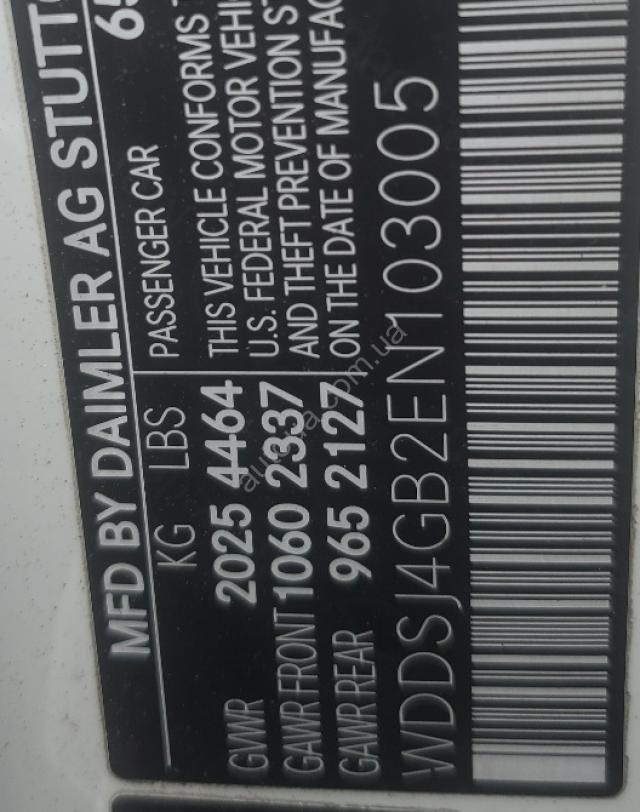 MFD BY DAIMLER AG STUTTG
KG LBS PASSENGER CAR 65
GVWR 2025 4464 THIS VEHICLE CONFORMS T
GAWR FRONT 1060 2337 U.S. FEDERAL MOTOR VEHI
AND THEFT PREVENTION S
GAWR REAR 965 2127 ON THE DATE OF MANUFAC
WDDSJ4GB2EN103005
auto.ria.com.ua